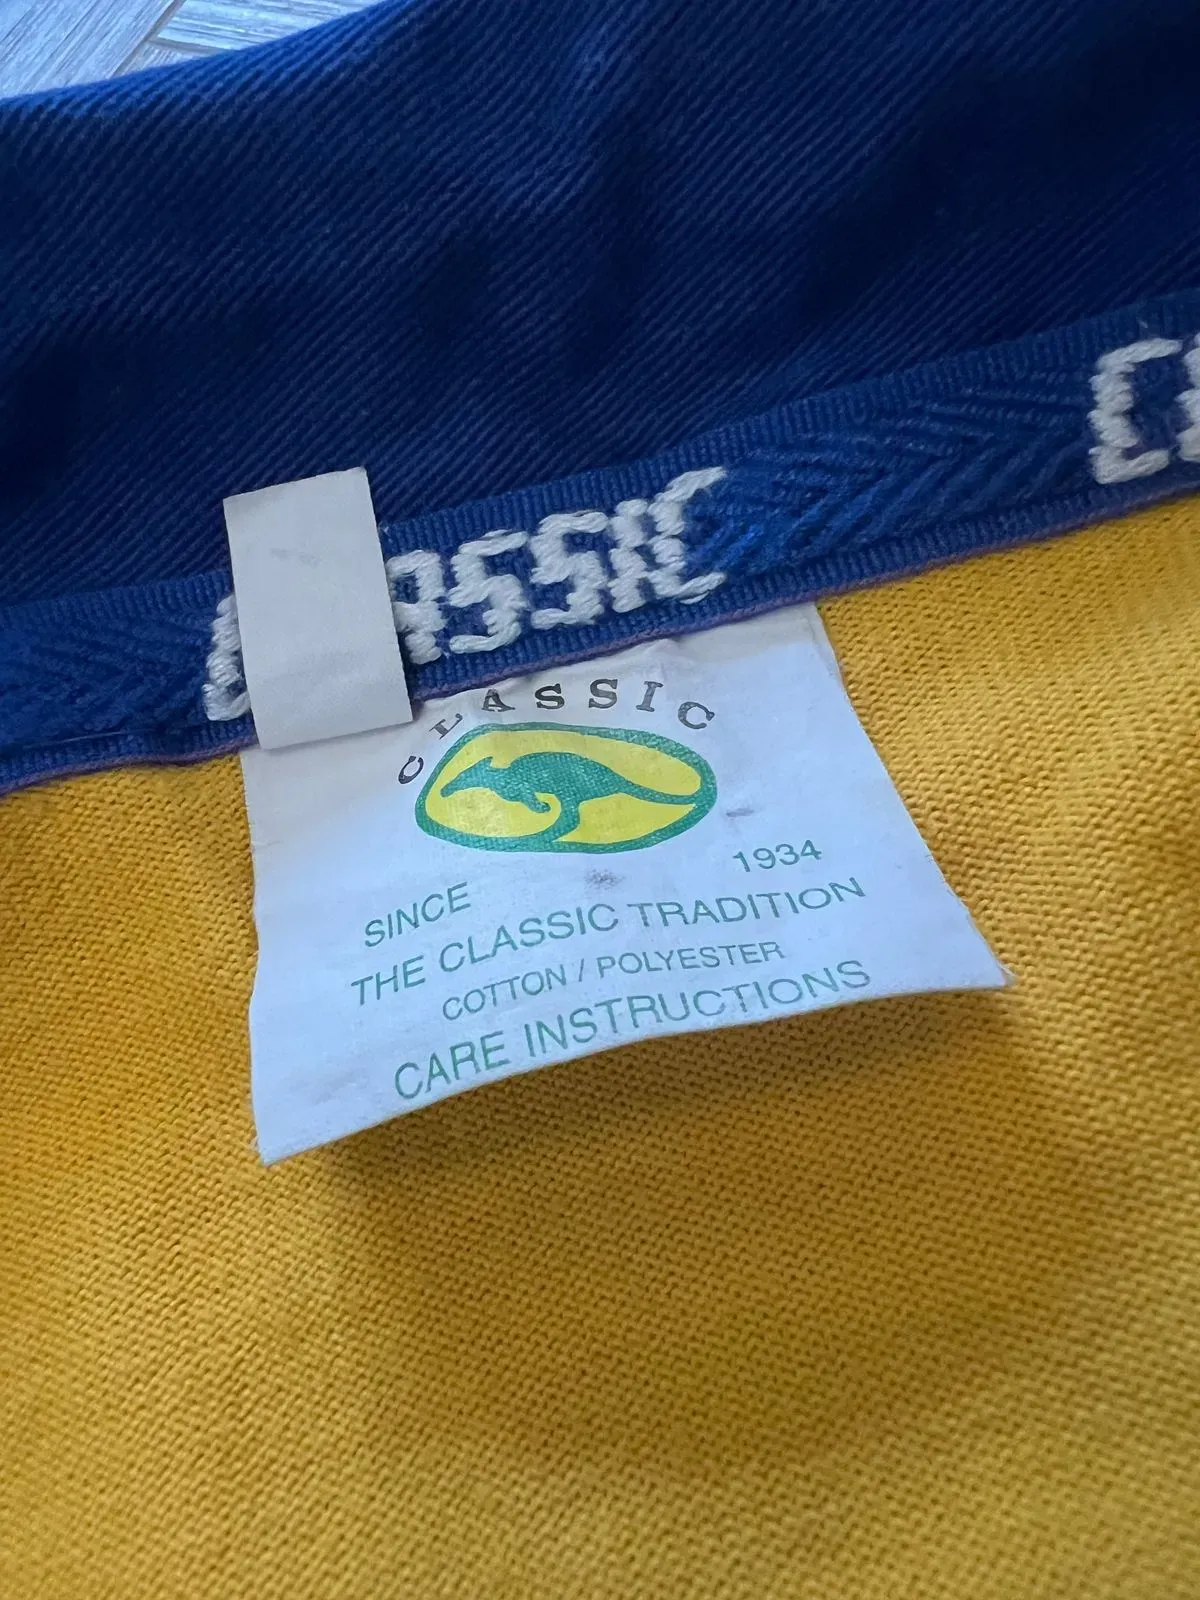 CLASSIC
CLASSIC
SINCE 1934
THE CLASSIC TRADITION
COTTON / POLYESTER
CARE INSTRUCTIONS